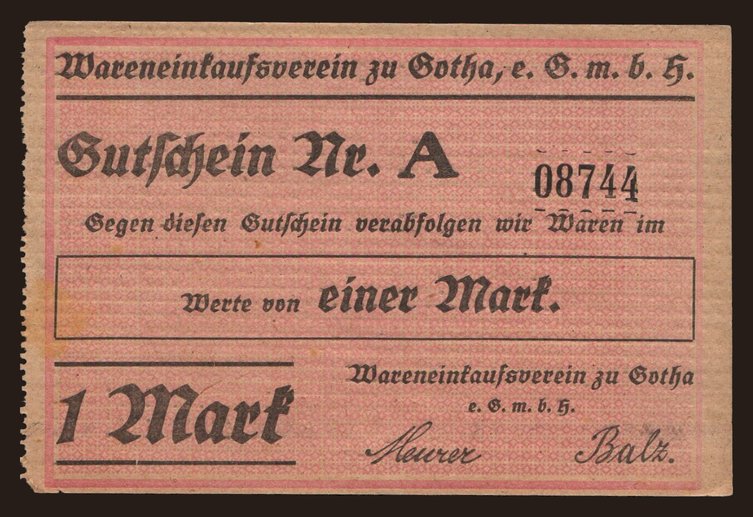 Wareneinkaufsverein zu Gotha, e. G. m. b. H.
Gutschein Nr. A 08744
Gegen diesen Gutschein verabfolgen wir Waren im
Werte von einer Mark.
1 Mark
Wareneinkaufsverein zu Gotha
e. G. m. b. H.
Meurer Balz.